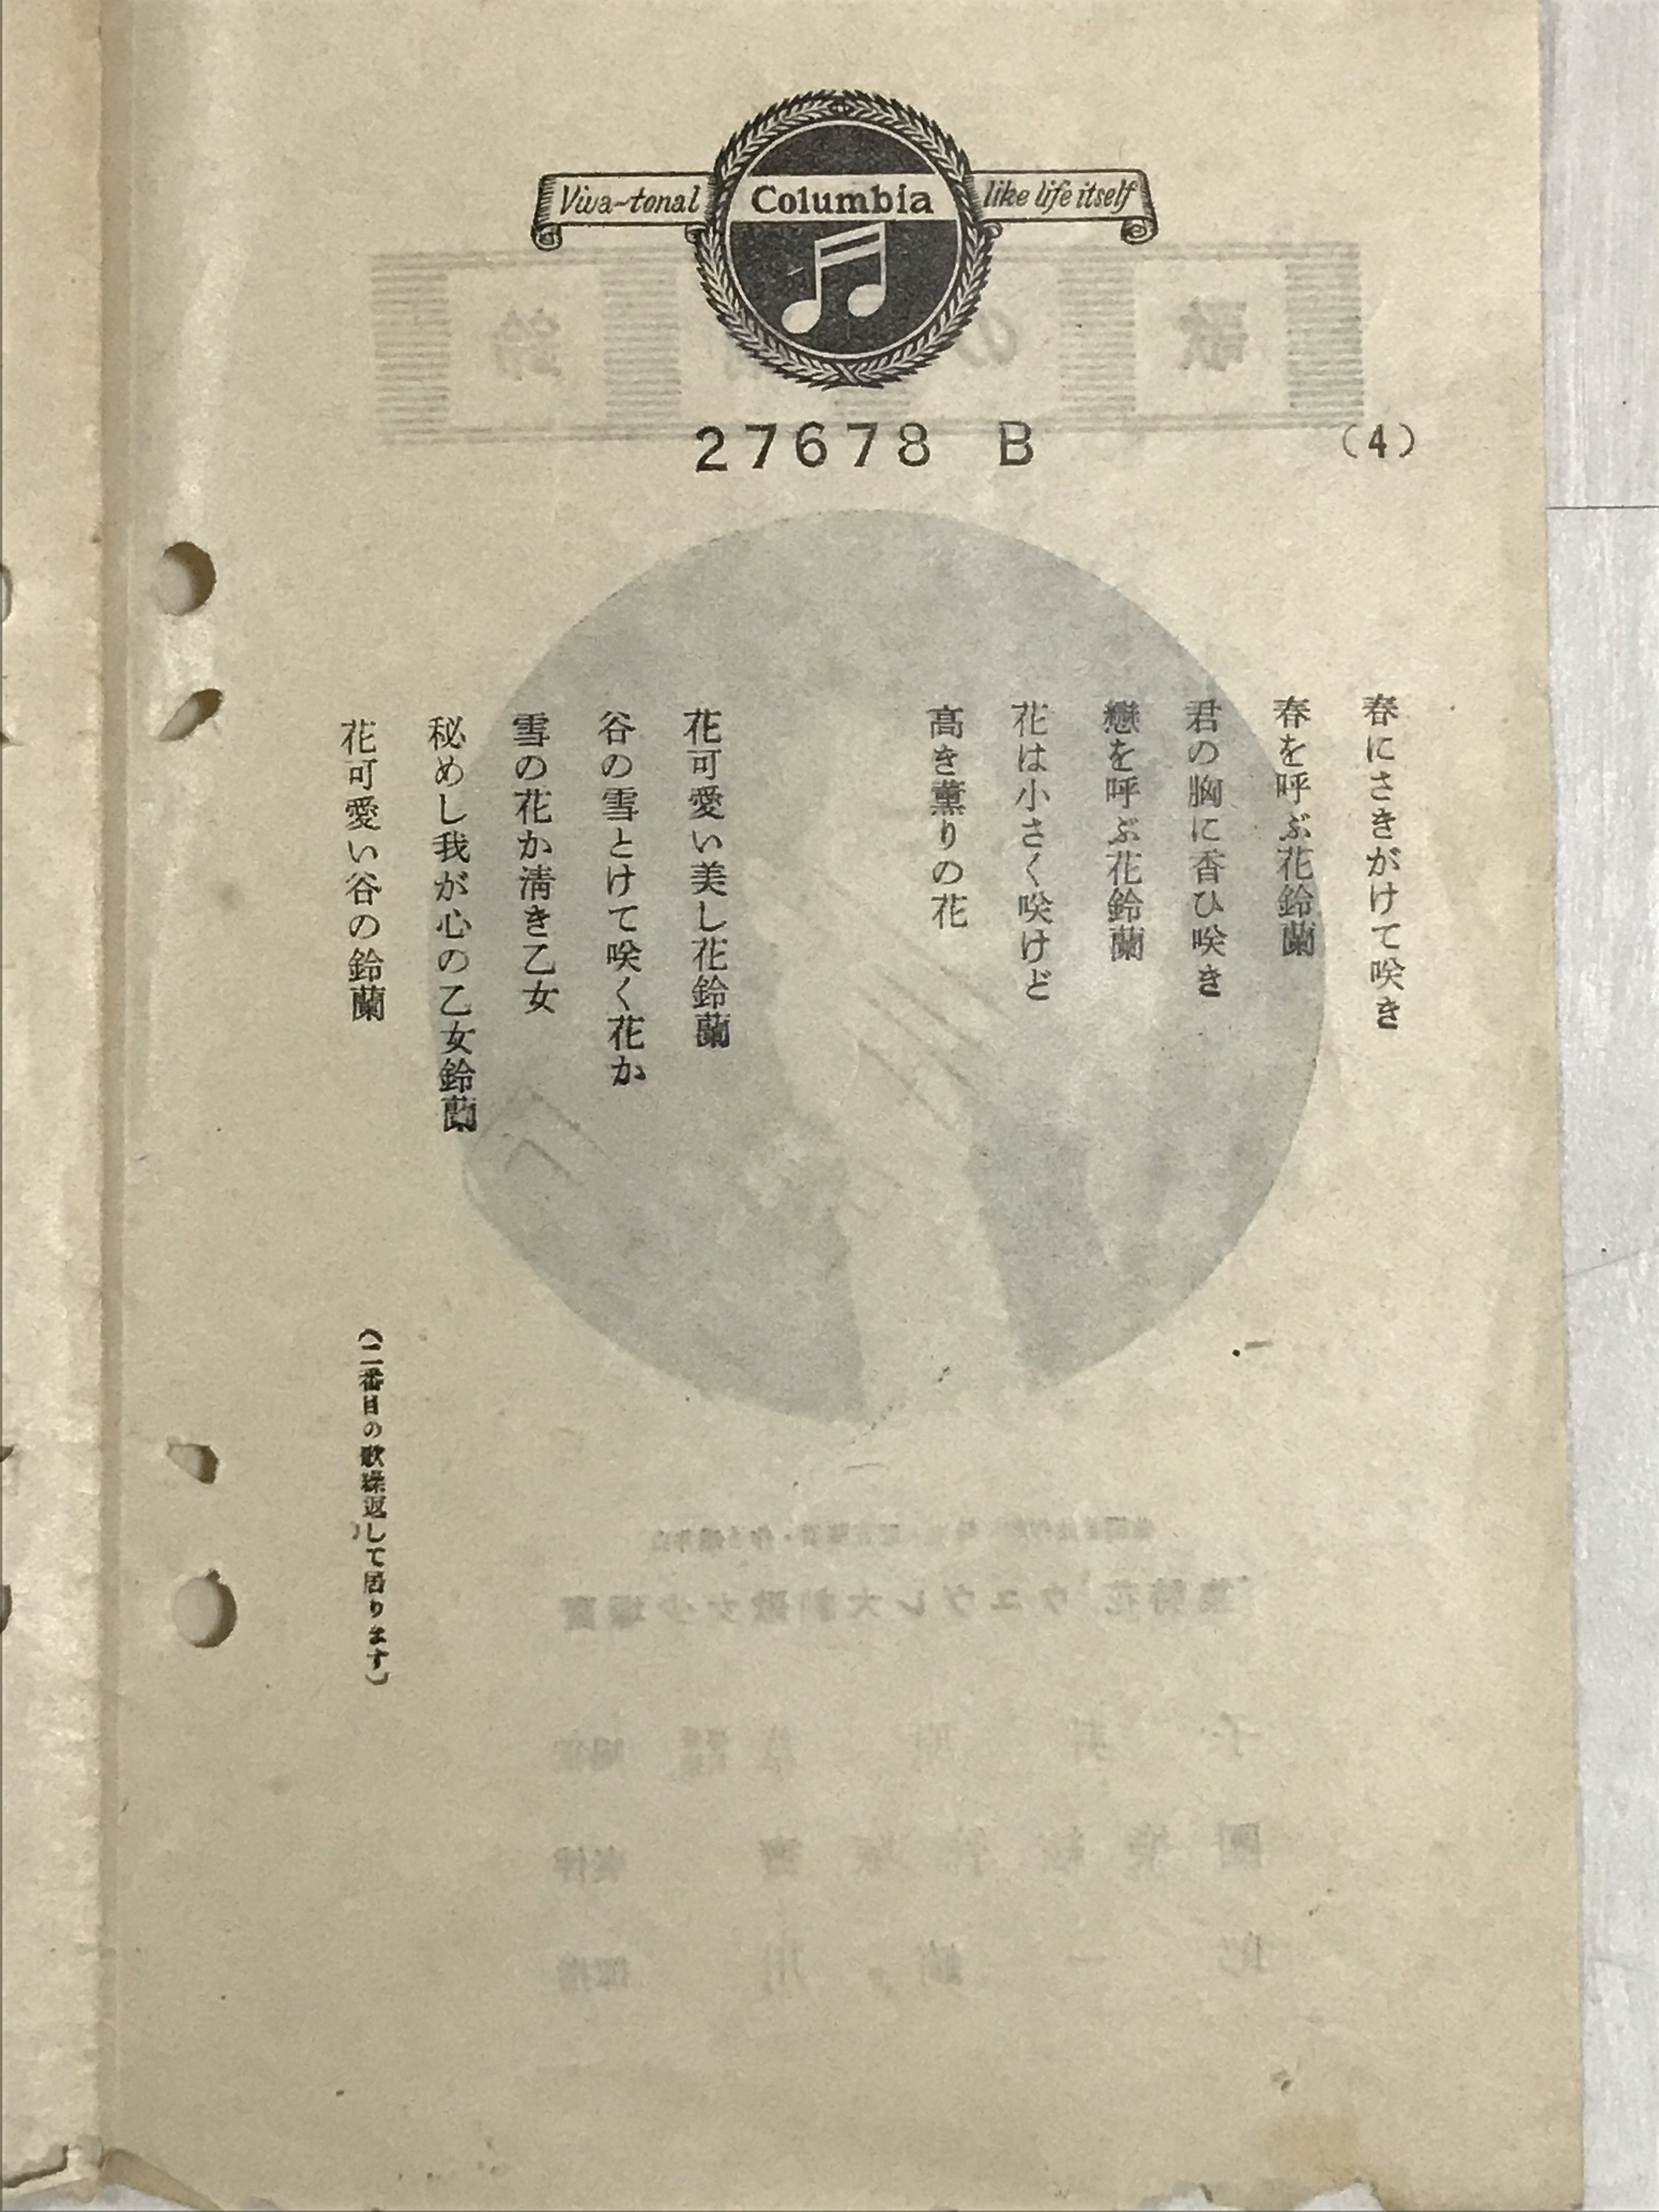 Viva-tonal Columbia like life itself
27678 B
(4)
春にさきがけて咲き
春を呼ぶ花鈴蘭
君の胸に香ひ咲き
戀を呼ぶ花鈴蘭
花は小さく咲けど
高き薫りの花
花可愛い美し花鈴蘭
谷の雪とけて咲く花か
雪の花か淸き乙女
秘めし我が心の乙女鈴蘭
花可愛い谷の鈴蘭
(二番目の歌繰返して居ります)